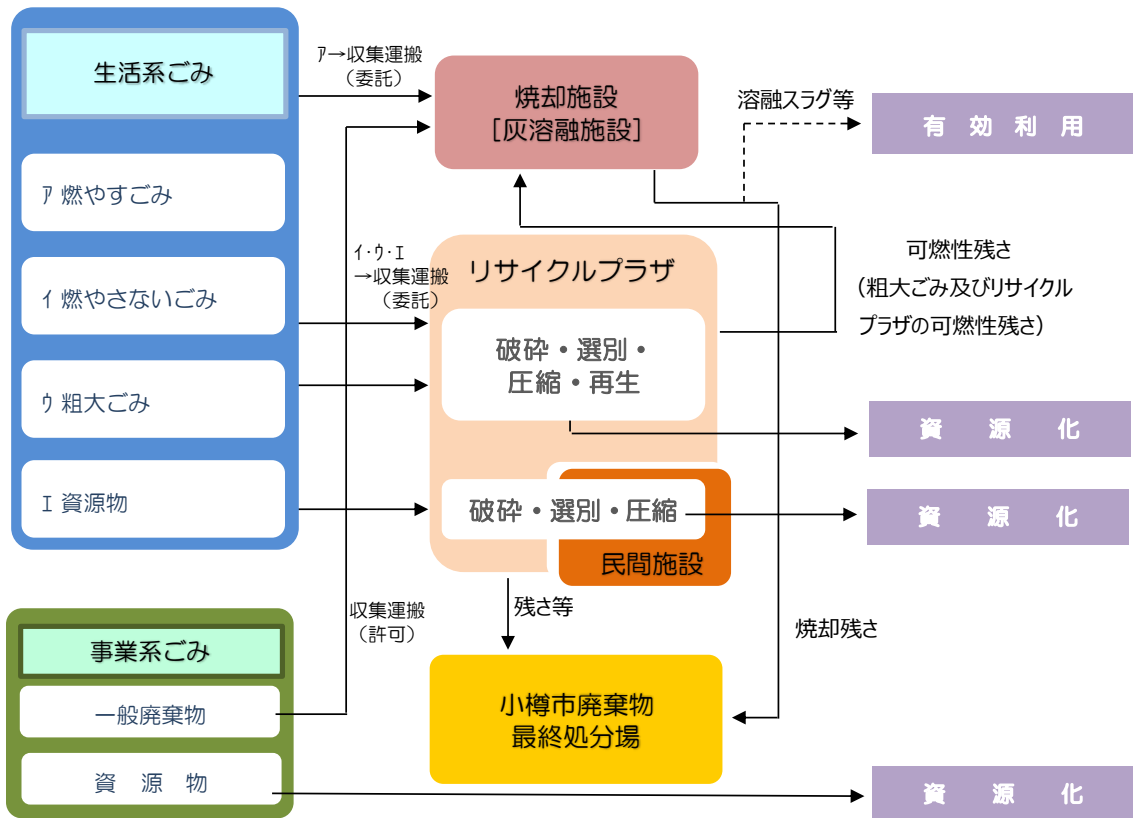 生活系ごみ
ｱ 燃やすごみ
ｲ 燃やさないごみ
ｳ 粗大ごみ
ｴ 資源物
ｱ→収集運搬
（委託）
焼却施設
[灰溶融施設]
溶融スラグ等
有効利用
ｲ・ｳ・ｴ
→収集運搬
（委託）
リサイクルプラザ
破砕・選別・
圧縮・再生
可燃性残さ
（粗大ごみ及びリサイクル
プラザの可燃性残さ）
資源化
破砕・選別・圧縮
民間施設
資源化
残さ等
焼却残さ
小樽市廃棄物
最終処分場
事業系ごみ
一般廃棄物
資源物
収集運搬
（許可）
資源化